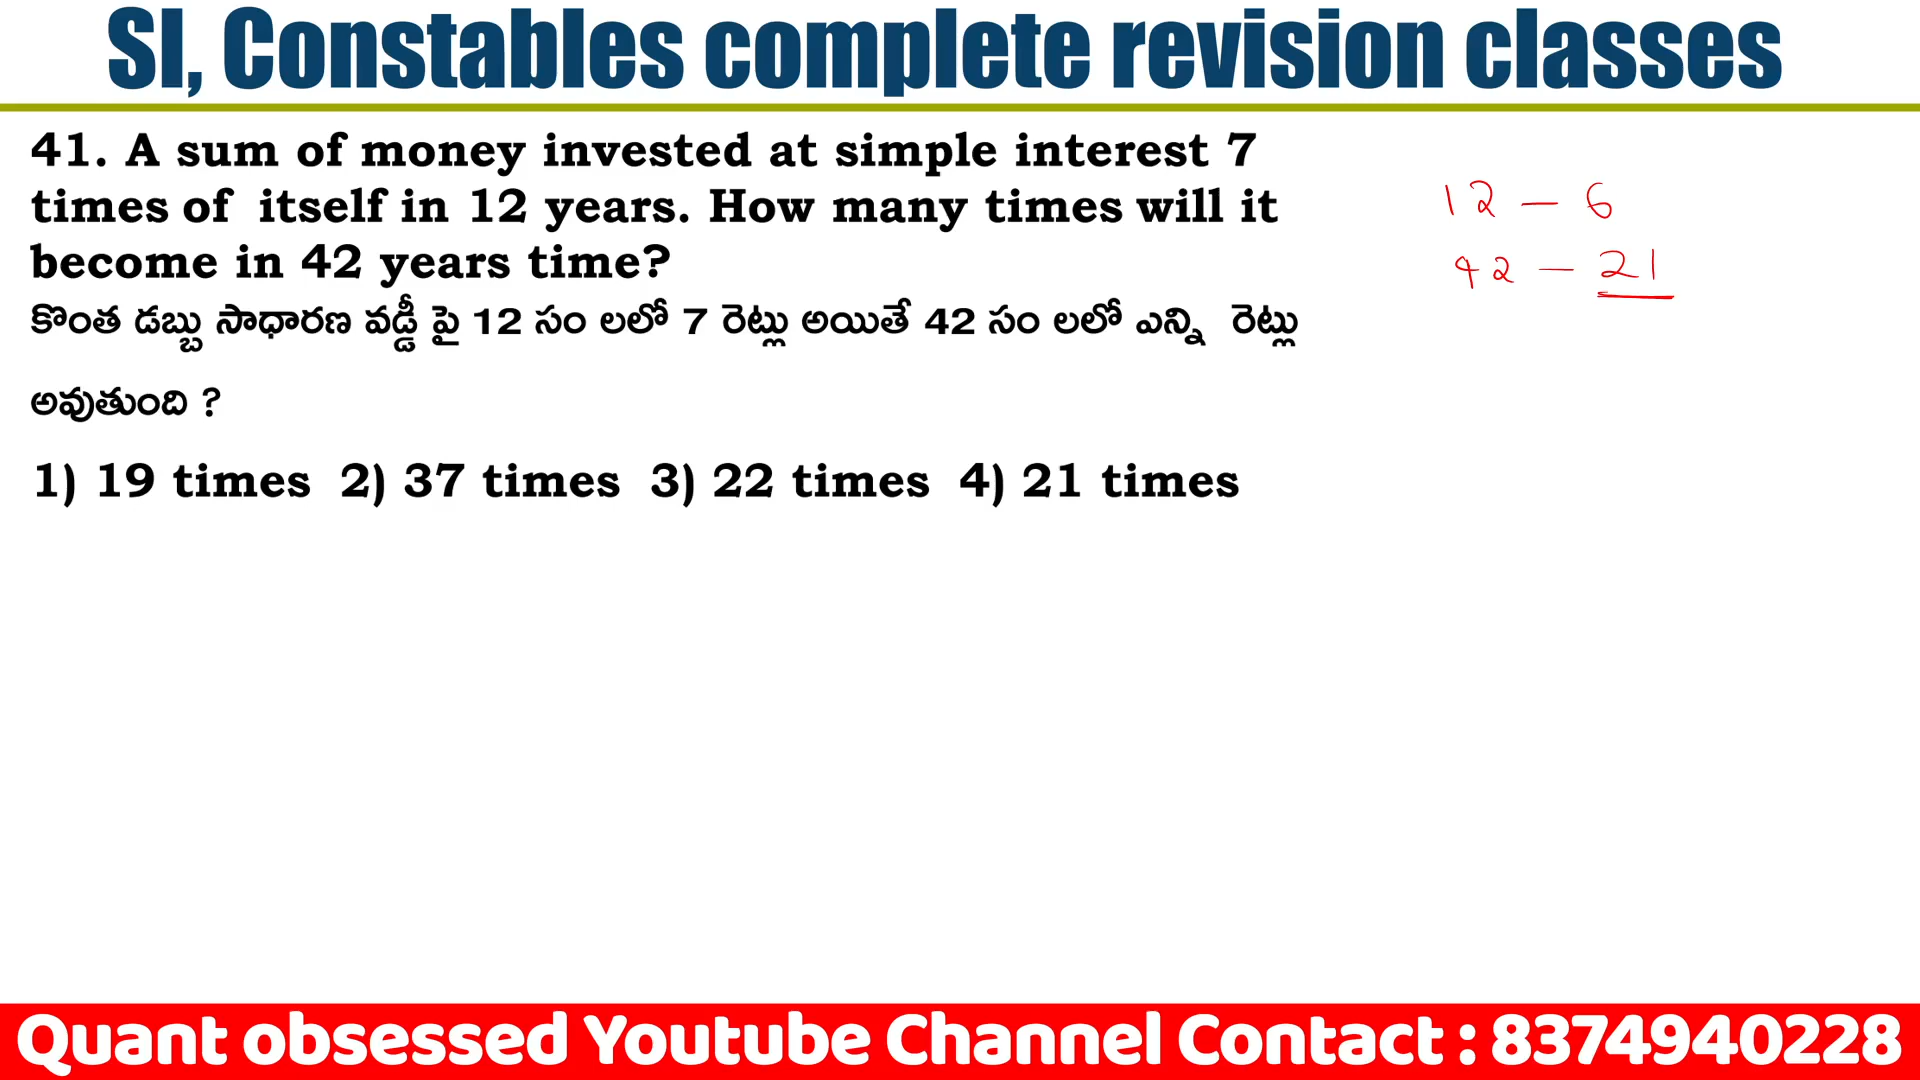 SI, Constables complete revision classes
41. A sum of money invested at simple interest 7
times of itself in 12 years. How many times will it
become in 42 years time?
కొంత డబ్బు సాధారణ వడ్డీ పై 12 సం లలో 7 రెట్లు అయితే 42 సం లలో ఎన్ని రెట్లు
అవుతుంది ?
1) 19 times 2) 37 times 3) 22 times 4) 21 times
12 – 6
42 – 21
Quant obsessed Youtube Channel Contact : 8374940228